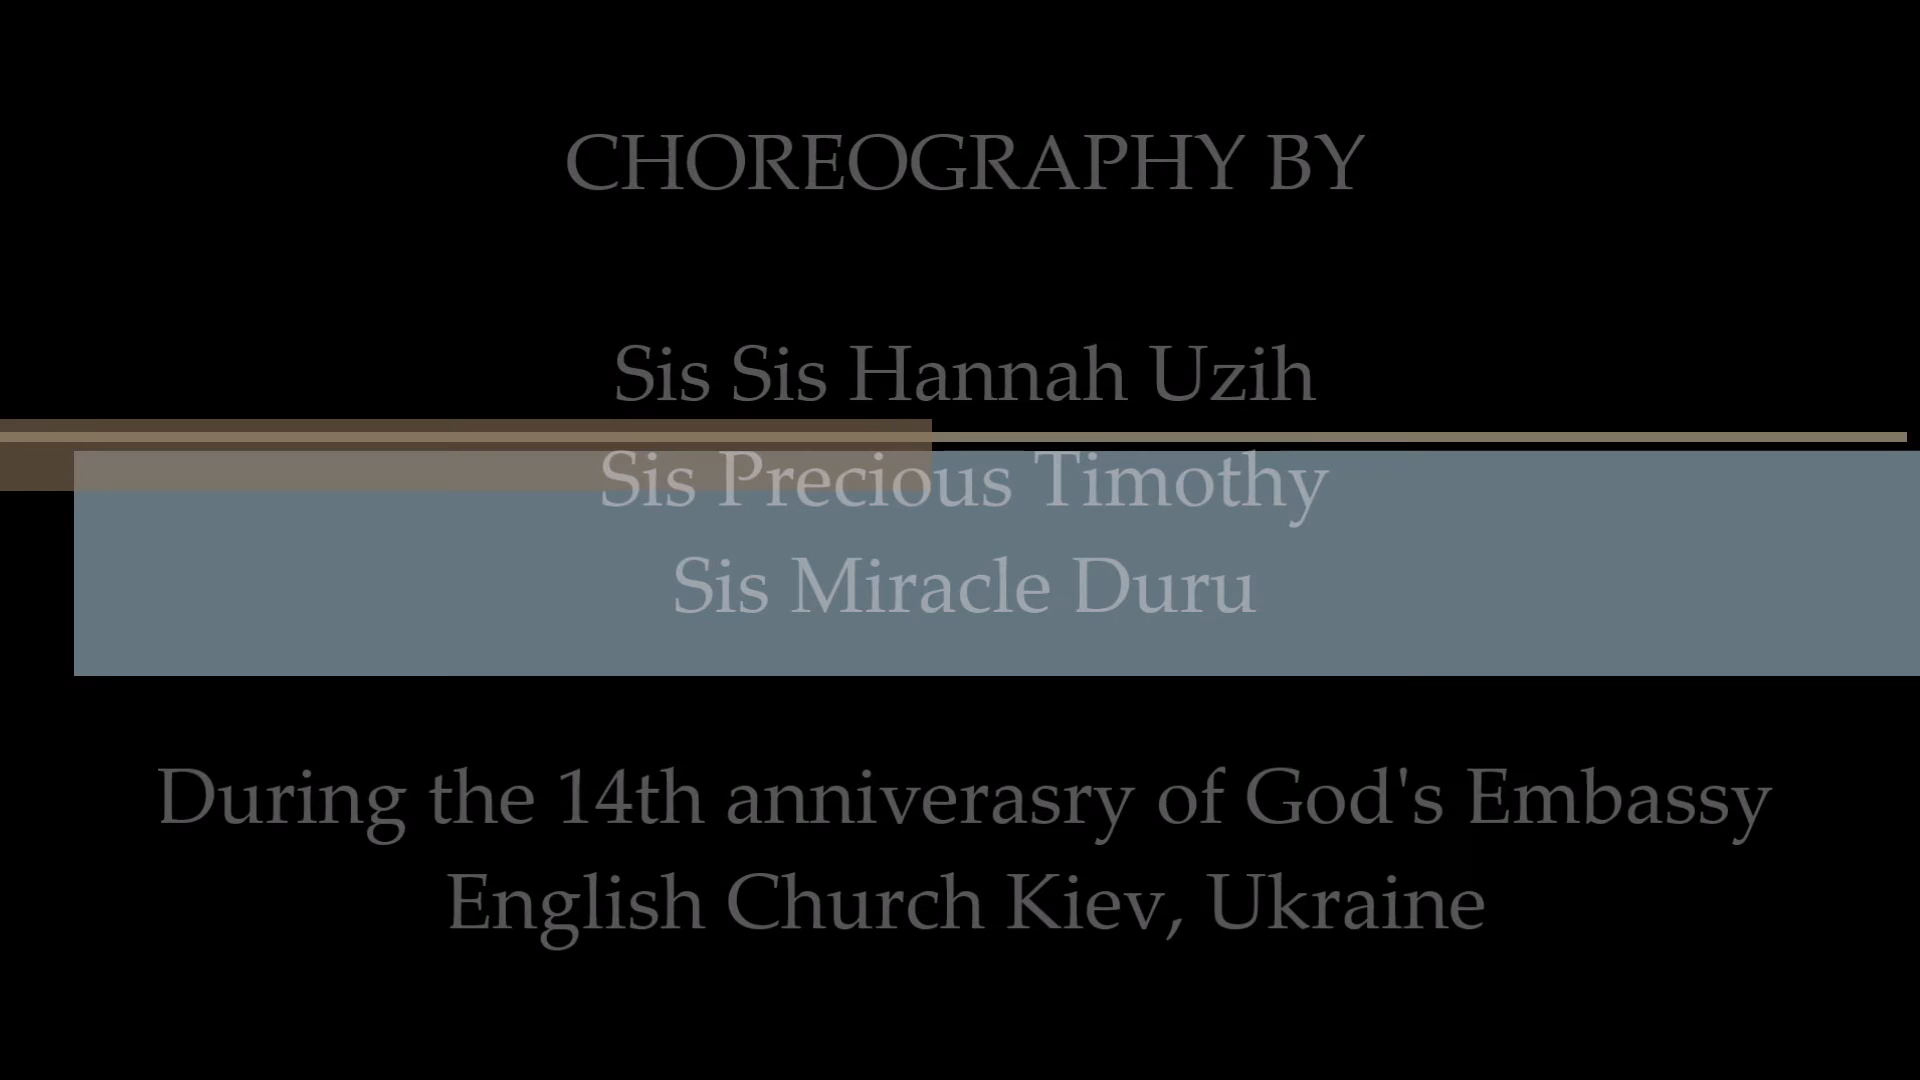 CHOREOGRAPHY BY
Sis Sis Hannah Uzih
Sis Precious Timothy
Sis Miracle Duru
During the 14th anniverasry of God's Embassy
English Church Kiev, Ukraine